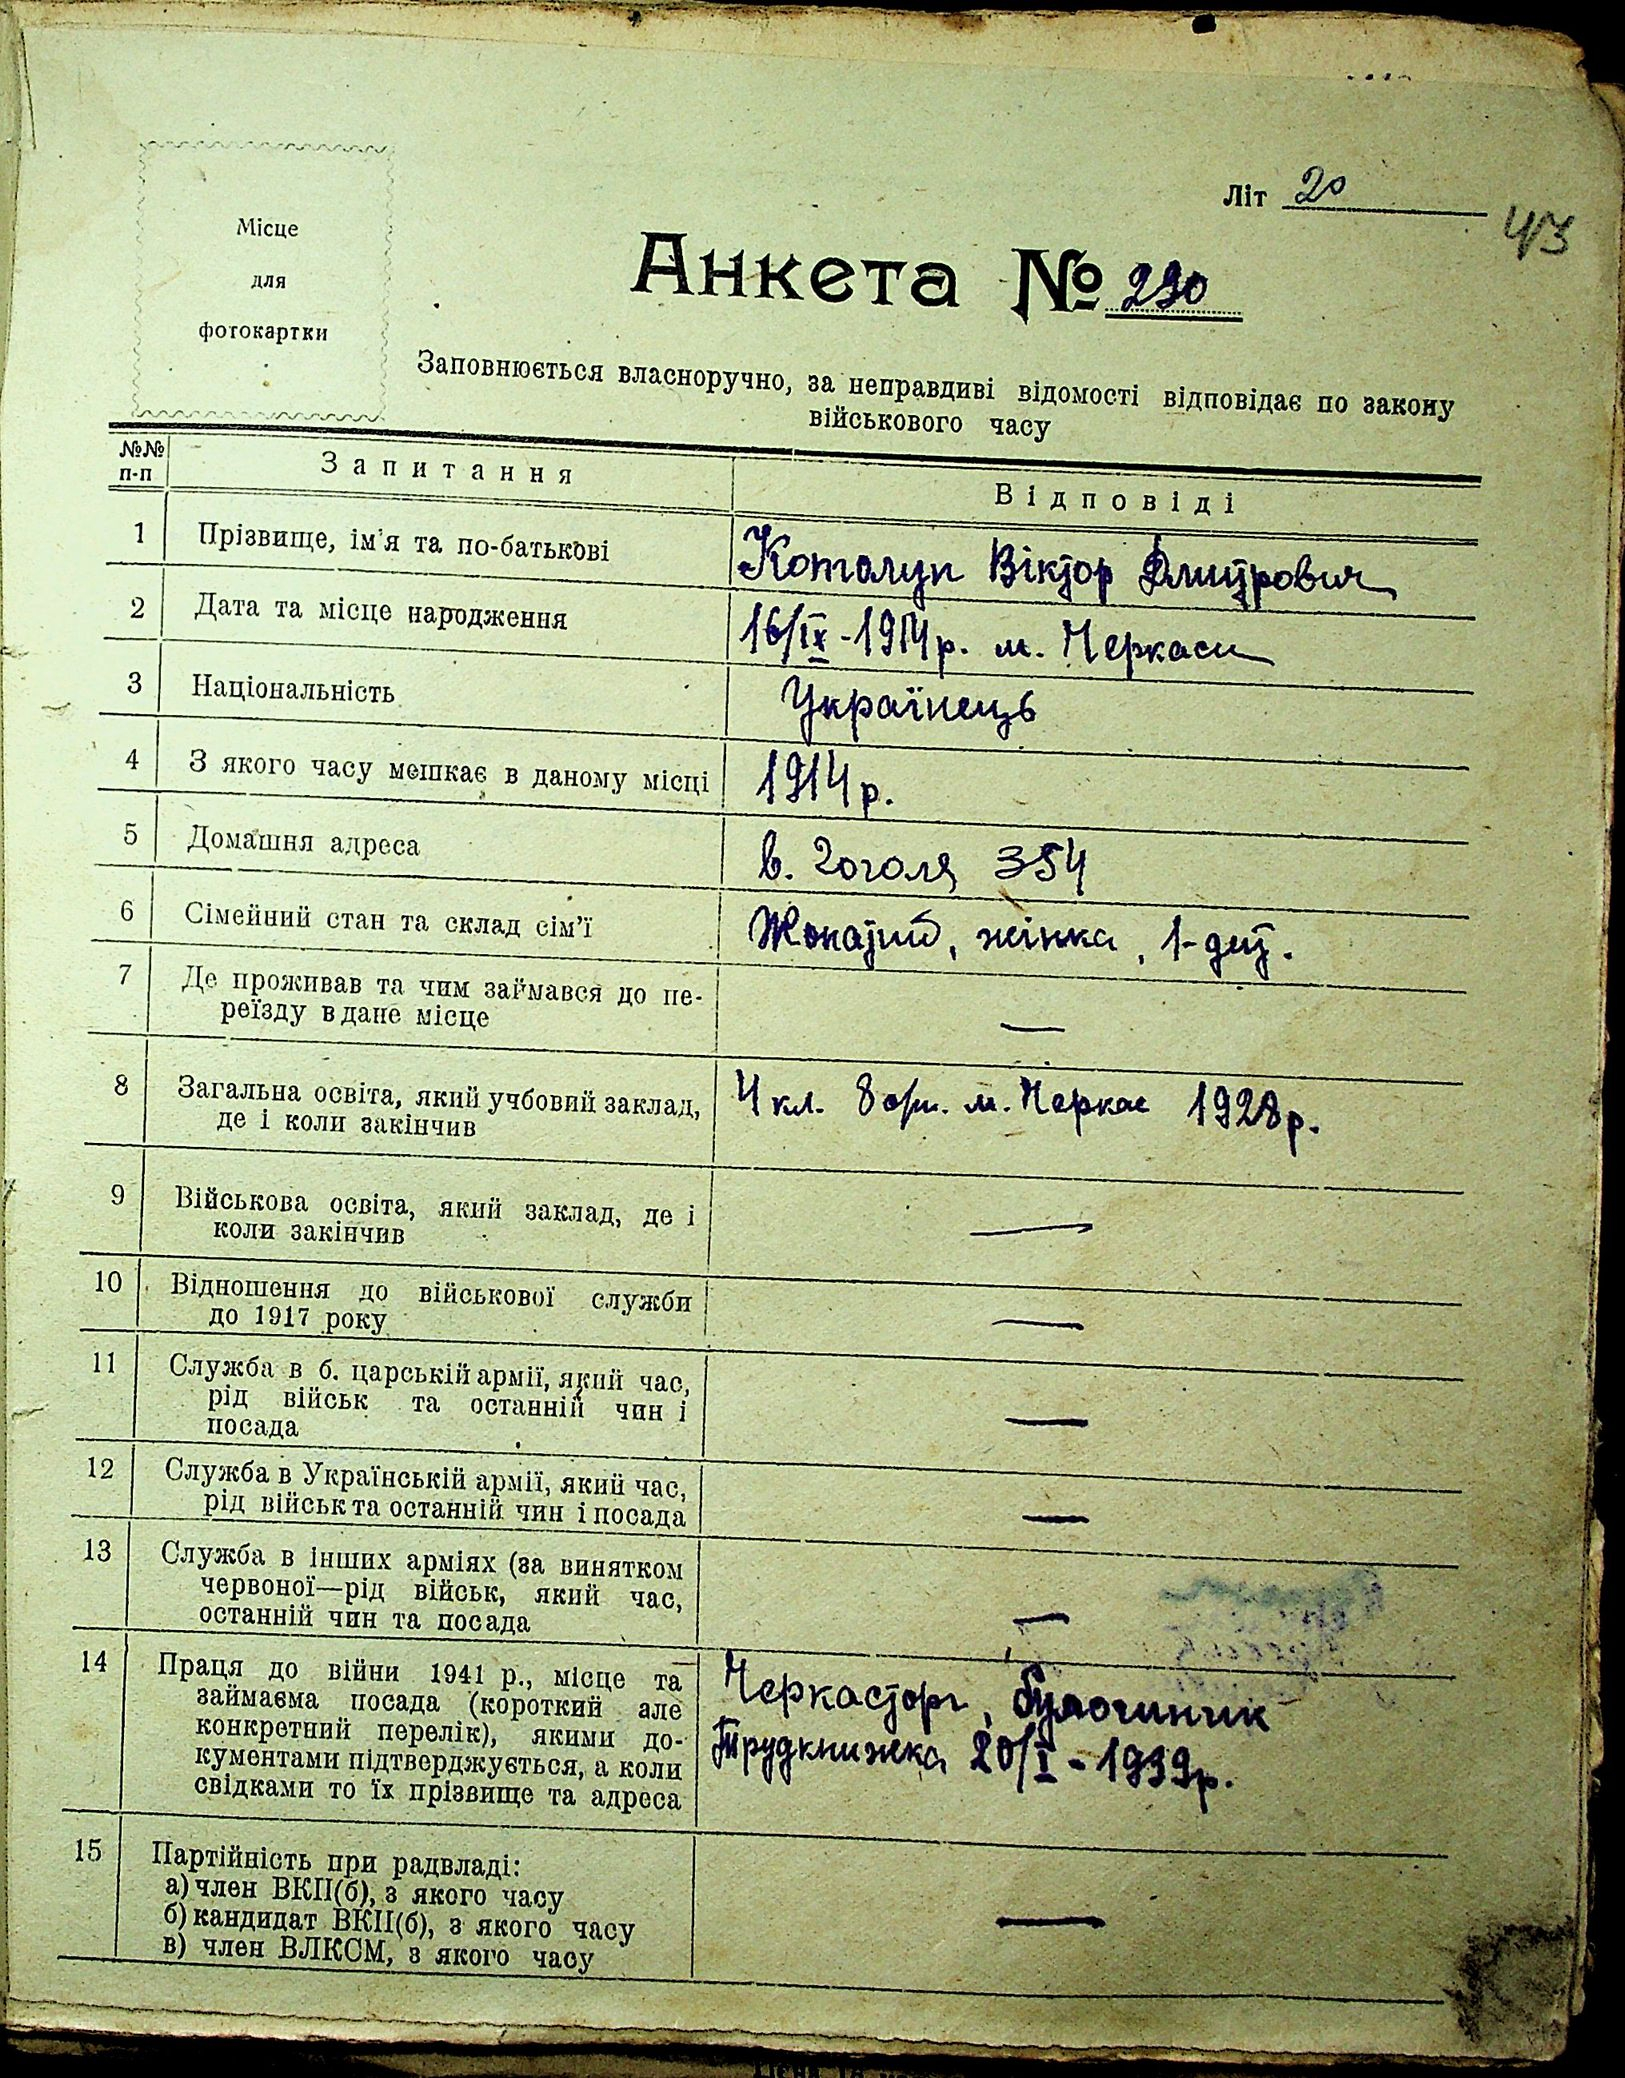 Літ 20
43
Місце
для
фотокартки
Анкета № 290
Заповнюється власноручно, за неправдиві відомості відповідає по закону
військового часу
№№ п-п Запитання Відповіді
1 Прізвище, ім'я та по-батькові Котолуп Віктор Дмитрович
2 Дата та місце народження 16/IX-1914 р. м. Черкаси
3 Національність Українець
4 З якого часу мешкає в даному місці 1914 р.
5 Домашня адреса в. Гоголя 354
6 Сімейний стан та склад сім'ї Жонатий, жінка, 1-дит.
7 Де проживав та чим займався до пе-
реїзду в дане місце —
8 Загальна освіта, який учбовий заклад, 4 кл. 8 м. Черкас 1928 р.
де і коли закінчив
9 Військова освіта, який заклад, де і
коли закінчив —
10 Відношення до військової служби
до 1917 року —
11 Служба в б. царській армії, який час,
рід військ та останній чин і
посада —
12 Служба в Українській армії, який час,
рід військ та останній чин і посада —
13 Служба в інших арміях (за винятком
червоної—рід військ, який час,
останній чин та посада —
14 Праця до війни 1941 р., місце та Черкасторг, булочник
займаєма посада (короткий але
конкретний перелік), якими до- Трудкнижка 20/I-1939 р.
кументами підтверджується, а коли
свідками то їх прізвище та адреса
15 Партійність при радвладі:
а) член ВКП(б), з якого часу
б) кандидат ВКП(б), з якого часу —
в) член ВЛКСМ, з якого часу